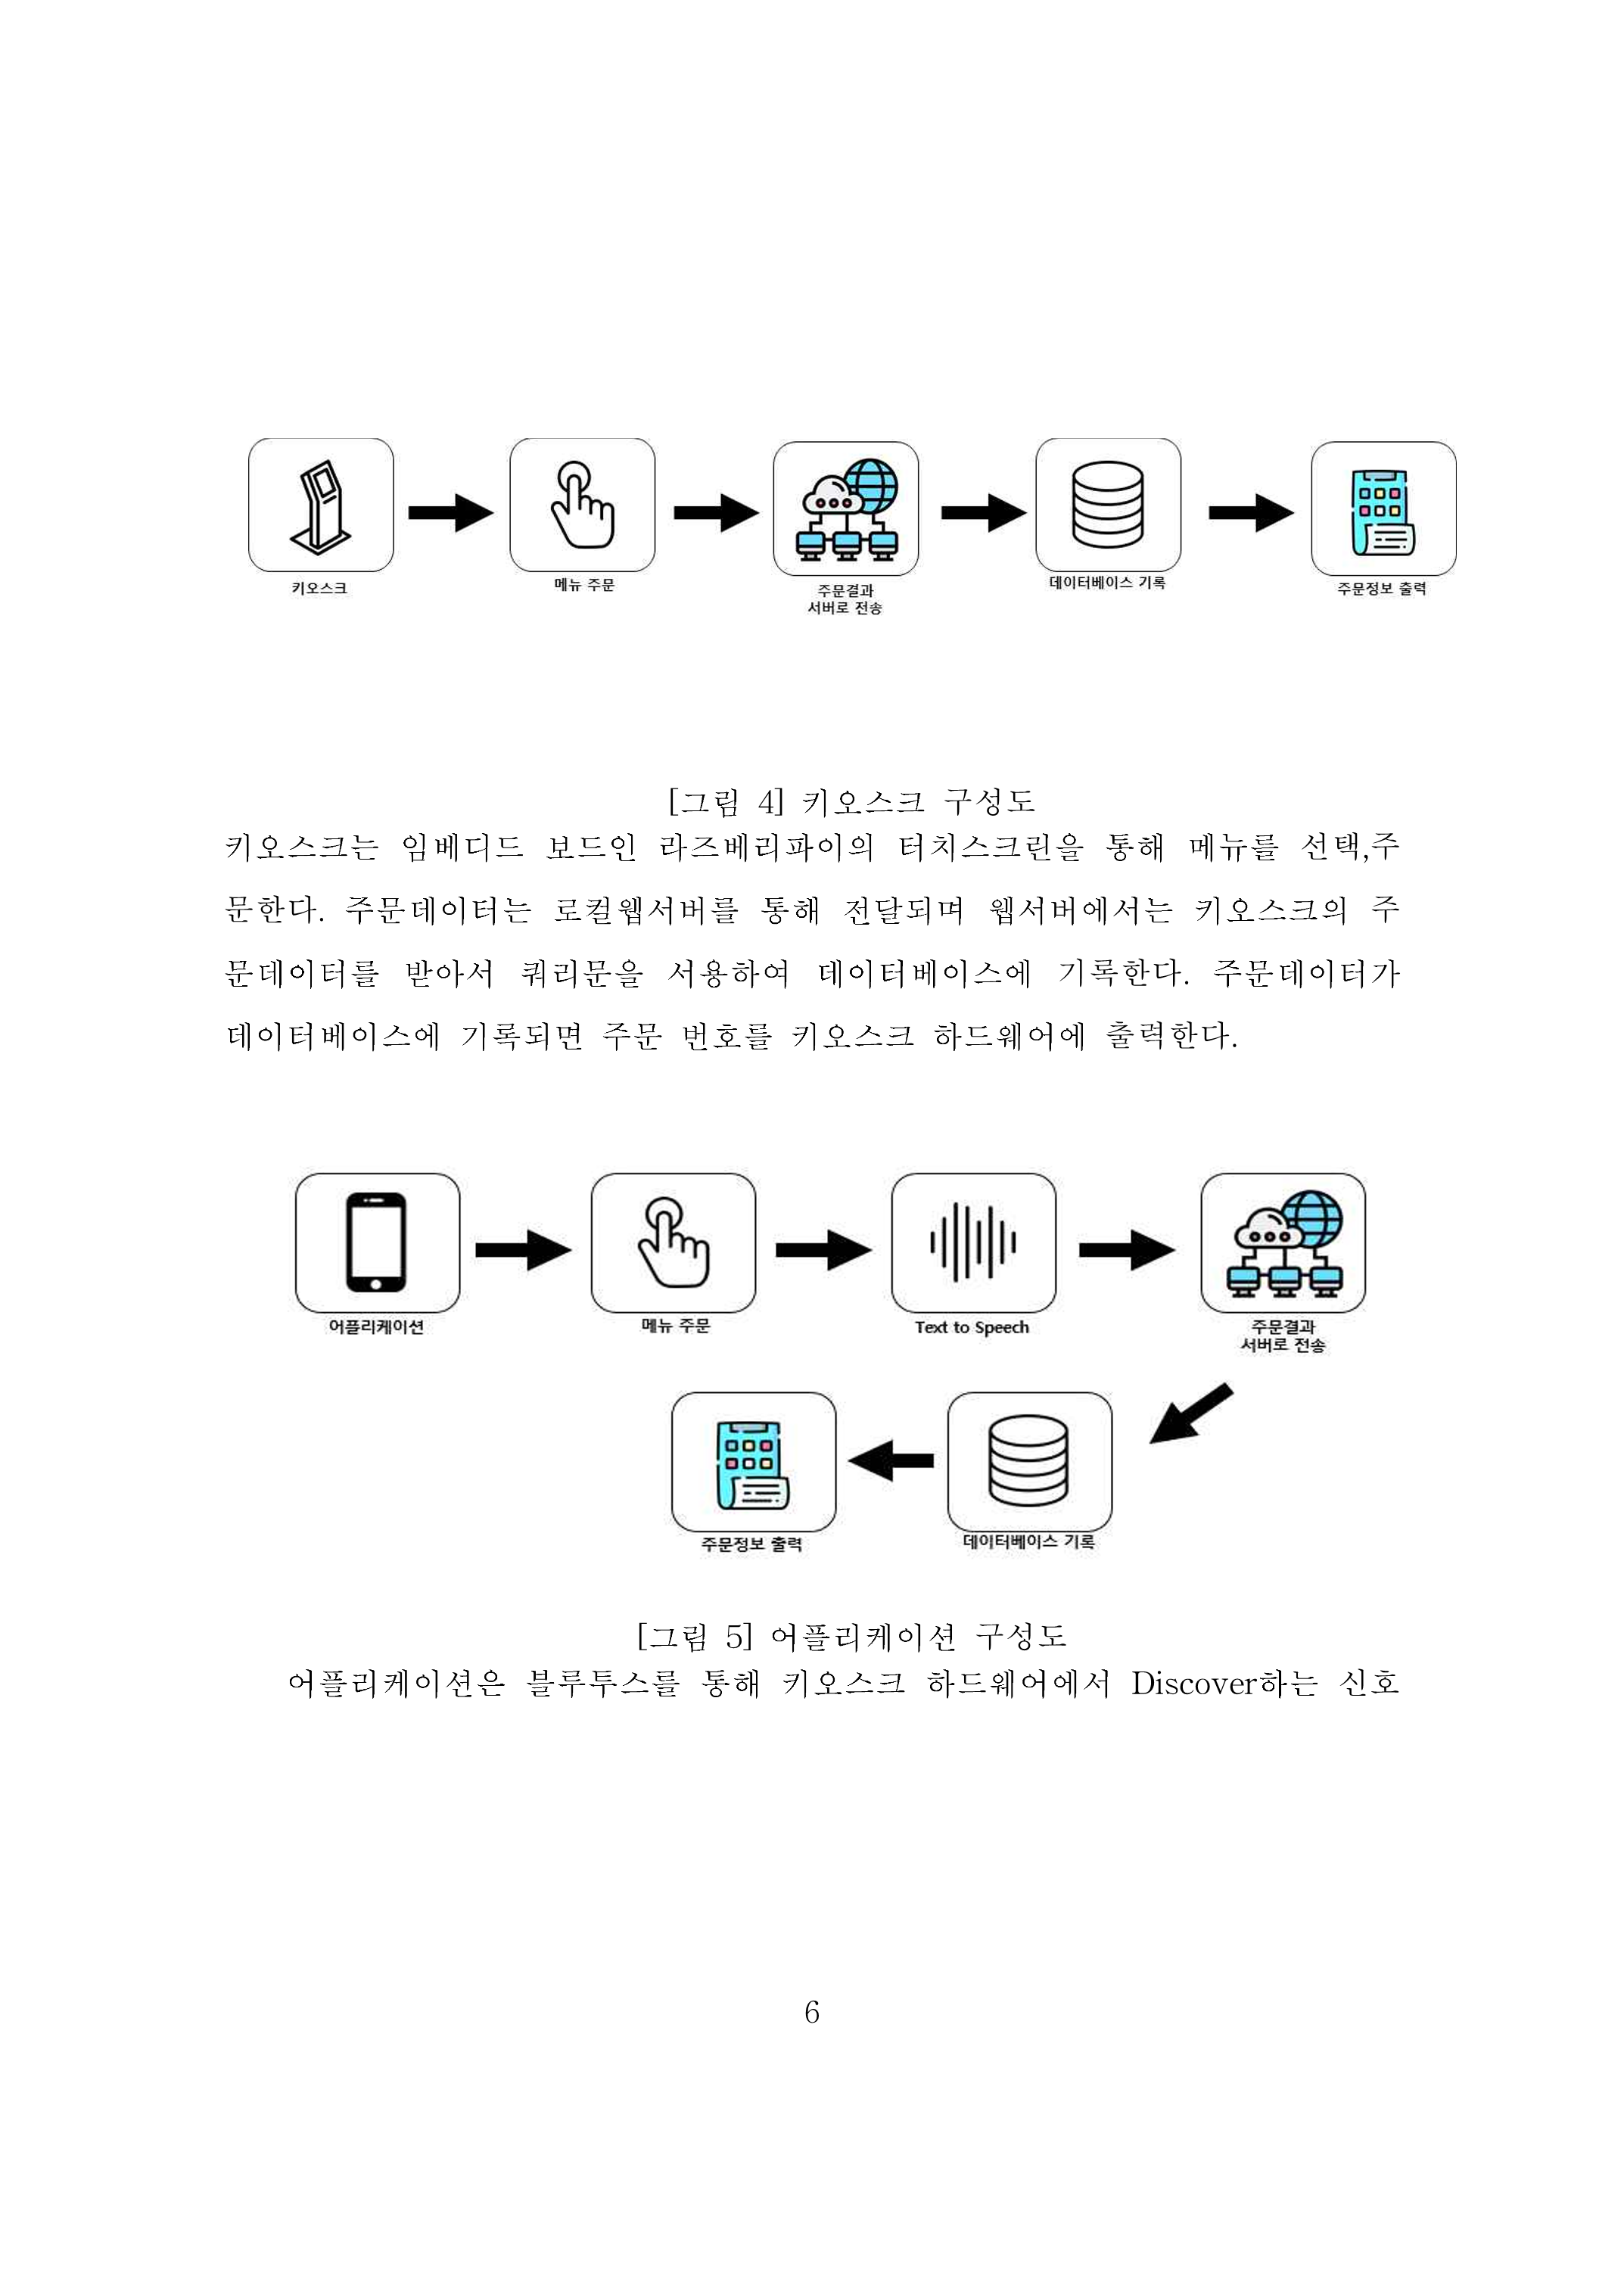 키오스크
메뉴 주문
주문결과
서버로 전송
데이터베이스 기록
주문정보 출력
[그림 4] 키오스크 구성도
키오스크는 임베디드 보드인 라즈베리파이의 터치스크린을 통해 메뉴를 선택,주
문한다. 주문데이터는 로컬웹서버를 통해 전달되며 웹서버에서는 키오스크의 주
문데이터를 받아서 쿼리문을 서용하여 데이터베이스에 기록한다. 주문데이터가
데이터베이스에 기록되면 주문 번호를 키오스크 하드웨어에 출력한다.
어플리케이션
메뉴 주문
Text to Speech
주문결과
서버로 전송
주문정보 출력
데이터베이스 기록
[그림 5] 어플리케이션 구성도
어플리케이션은 블루투스를 통해 키오스크 하드웨어에서 Discover하는 신호
6